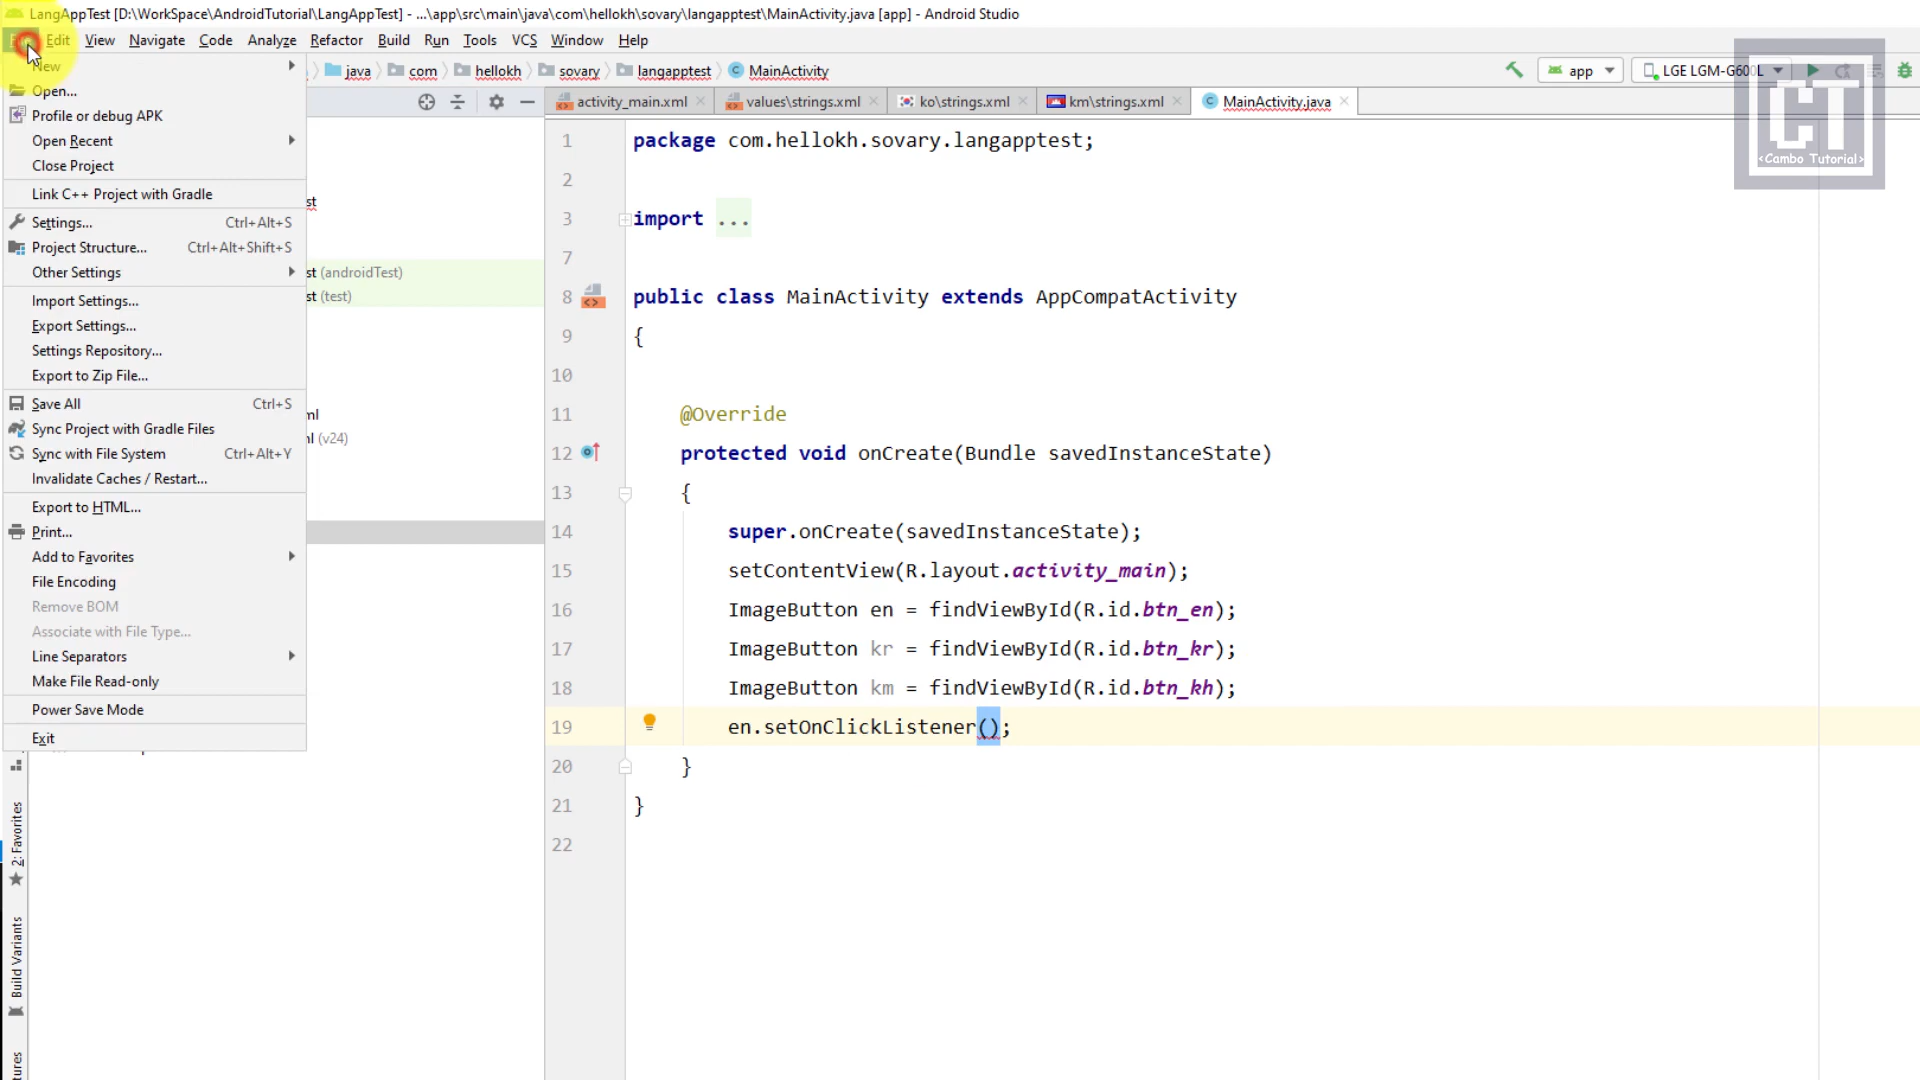 LangAppTest [D:\WorkSpace\AndroidTutorial\LangAppTest] - ...\app\src\main\java\com\hellokh\sovary\langapptest\MainActivity.java [app] - Android Studio
Edit View Navigate Code Analyze Refactor Build Run Tools VCS Window Help
java com hellokh sovary langapptest MainActivity app LGE LGM-G600L
activity_main.xml values\strings.xml ko\strings.xml km\strings.xml MainActivity.java
New
Open...
Profile or debug APK
Open Recent
Close Project
Link C++ Project with Gradle
Settings... Ctrl+Alt+S
Project Structure... Ctrl+Alt+Shift+S
Other Settings
Import Settings...
Export Settings...
Settings Repository...
Export to Zip File...
Save All Ctrl+S
Sync Project with Gradle Files
Sync with File System Ctrl+Alt+Y
Invalidate Caches / Restart...
Export to HTML...
Print...
Add to Favorites
File Encoding
Remove BOM
Associate with File Type...
Line Separators
Make File Read-only
Power Save Mode
Exit
st
st (androidTest)
st (test)
ml
ml (v24)
2: Favorites
Build Variants
1 package com.hellokh.sovary.langapptest;
2
3 import ...
7
8 public class MainActivity extends AppCompatActivity
9 {
10
11 @Override
12 protected void onCreate(Bundle savedInstanceState)
13 {
14 super.onCreate(savedInstanceState);
15 setContentView(R.layout.activity_main);
16 ImageButton en = findViewById(R.id.btn_en);
17 ImageButton kr = findViewById(R.id.btn_kr);
18 ImageButton km = findViewById(R.id.btn_kh);
19 en.setOnClickListener();
20 }
21 }
22
CT
<Cambo Tutorial>